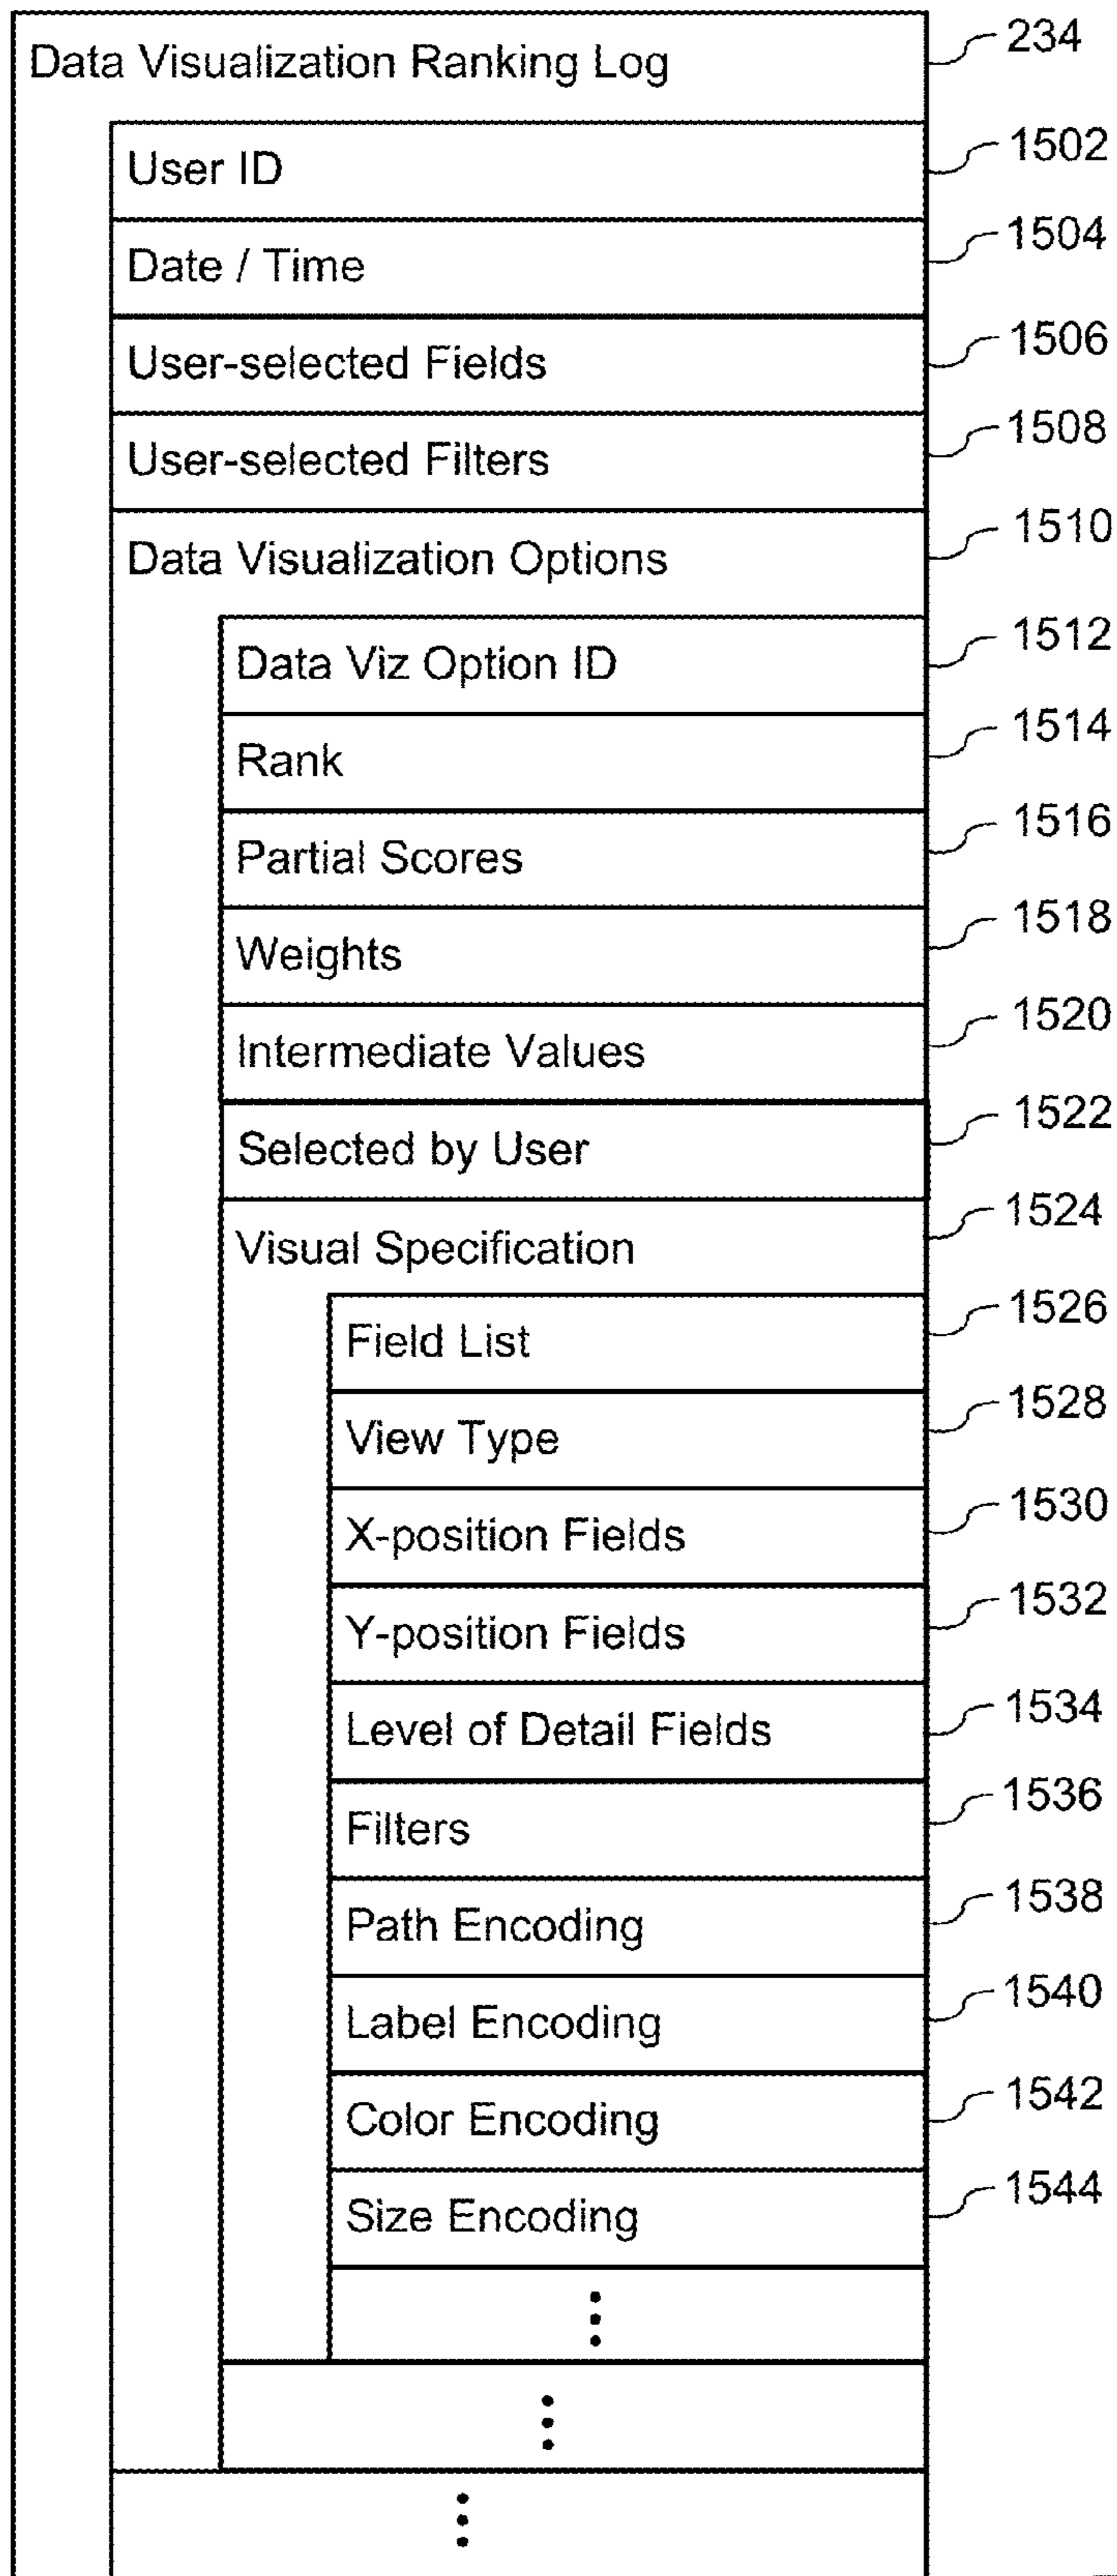 Data Visualization Ranking Log 234
User ID 1502
Date / Time 1504
User-selected Fields 1506
User-selected Filters 1508
Data Visualization Options 1510
Data Viz Option ID 1512
Rank 1514
Partial Scores 1516
Weights 1518
Intermediate Values 1520
Selected by User 1522
Visual Specification 1524
Field List 1526
View Type 1528
X-position Fields 1530
Y-position Fields 1532
Level of Detail Fields 1534
Filters 1536
Path Encoding 1538
Label Encoding 1540
Color Encoding 1542
Size Encoding 1544